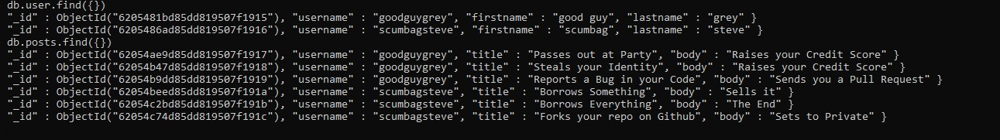 db.user.find({})
"_id" : ObjectId("6205481bd85dd819507f1915"), "username" : "goodguygrey", "firstname" : "good guy", "lastname" : "grey" }
"_id" : ObjectId("6205486ad85dd819507f1916"), "username" : "scumbagsteve", "firstname" : "scumbag", "lastname" : "steve" }
db.posts.find({})
"_id" : ObjectId("62054ae9d85dd819507f1917"), "username" : "goodguygrey", "title" : "Passes out at Party", "body" : "Raises your Credit Score" }
"_id" : ObjectId("62054b47d85dd819507f1918"), "username" : "goodguygrey", "title" : "Steals your Identity", "body" : "Raises your Credit Score" }
"_id" : ObjectId("62054b9dd85dd819507f1919"), "username" : "goodguygrey", "title" : "Reports a Bug in your Code", "body" : "Sends you a Pull Request" }
"_id" : ObjectId("62054beed85dd819507f191a"), "username" : "scumbagsteve", "title" : "Borrows Something", "body" : "Sells it" }
"_id" : ObjectId("62054c2bd85dd819507f191b"), "username" : "scumbagsteve", "title" : "Borrows Everything", "body" : "The End" }
"_id" : ObjectId("62054c74d85dd819507f191c"), "username" : "scumbagsteve", "title" : "Forks your repo on Github", "body" : "Sets to Private" }